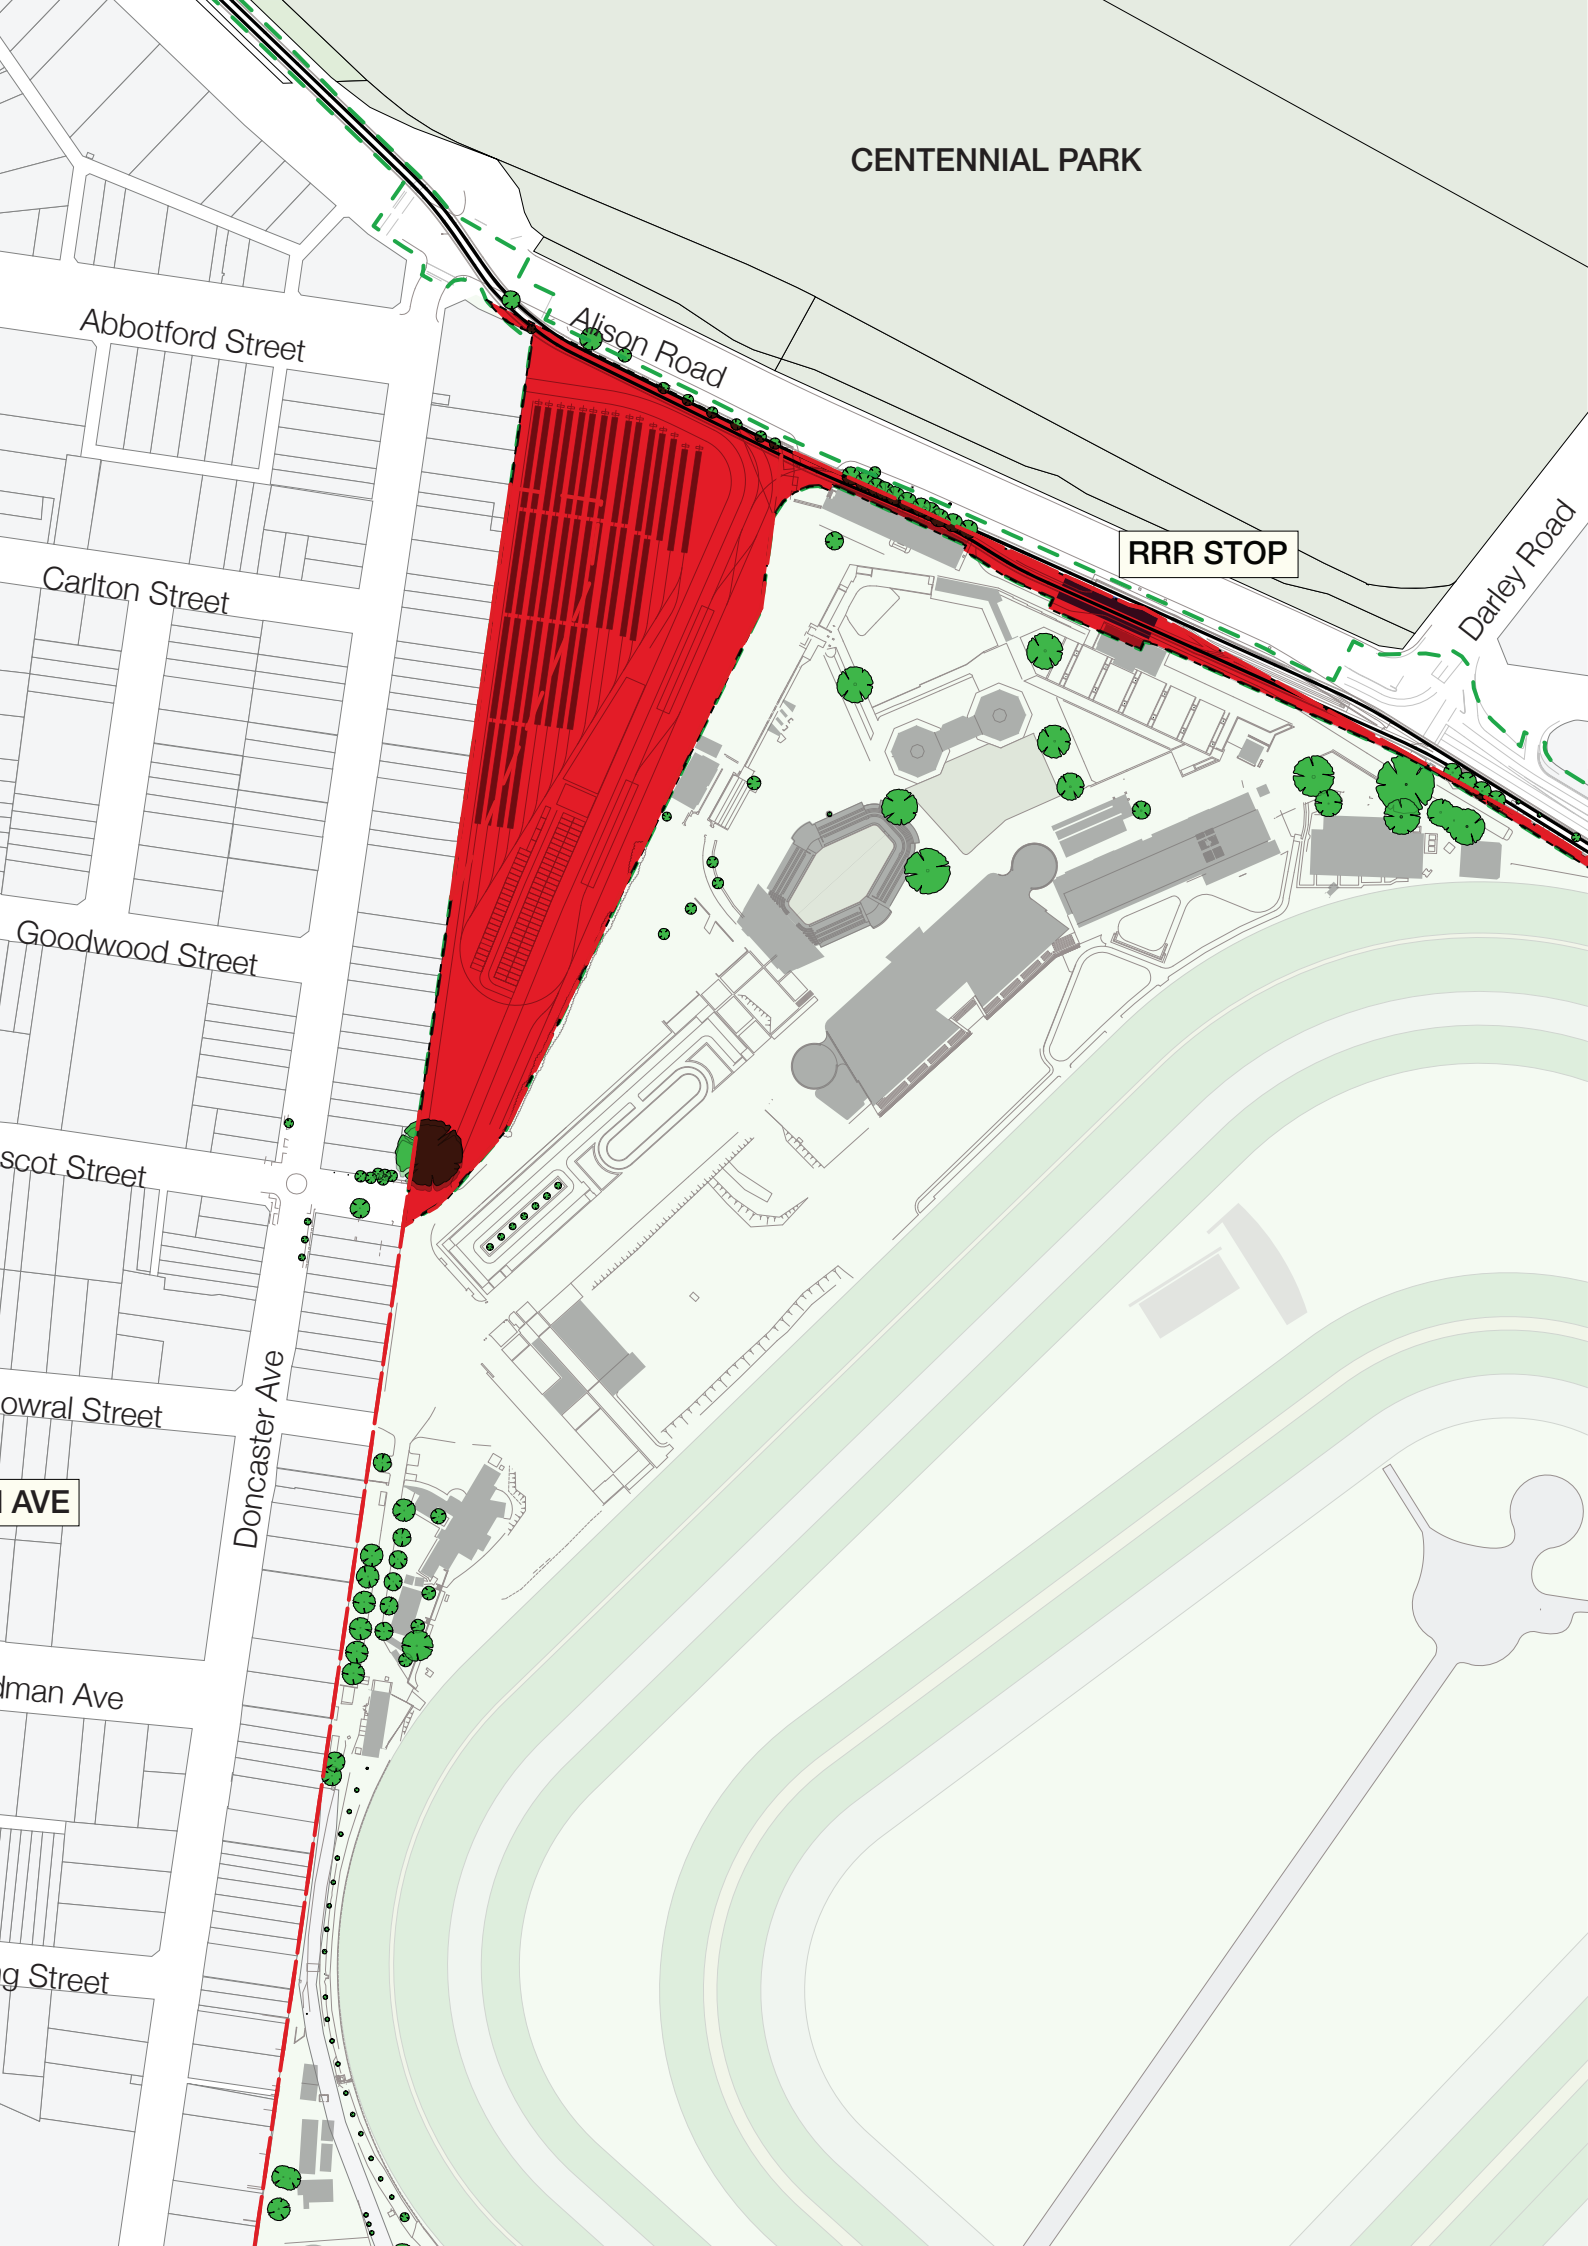 CENTENNIAL PARK
Abbotford Street
Alison Road
RRR STOP
Darley Road
Carlton Street
Goodwood Street
scot Street
owral Street
Doncaster Ave
AVE
dman Ave
g Street